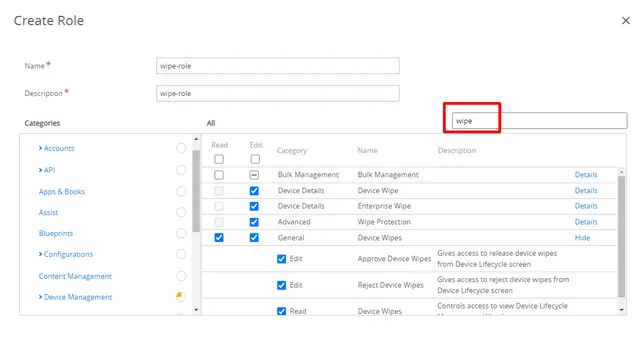 Create Role
Name *
wipe-role
Description *
wipe-role
Categories
All
wipe
Accounts
API
Apps & Books
Assist
Blueprints
Configurations
Content Management
Device Management
Read Edit Category Name Description
Bulk Management Bulk Management Details
Device Details Device Wipe Details
Device Details Enterprise Wipe Details
Advanced Wipe Protection Details
General Device Wipes Hide
Edit Approve Device Wipes Gives access to release device wipes
from Device Lifecycle screen
Edit Reject Device Wipes Gives access to reject device wipes from
Device Lifecycle screen
Read Device Wipes Controls access to view Device Lifecycle